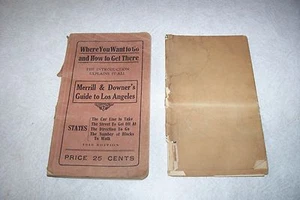 Where You Want to Go
and How to Get There
Merrill & Downer's
Guide to Los Angeles
STATES
The Car Line to Take
The Street to Get Off At
The Direction To Go
The Number of Blocks
To Walk
PRICE 25 CENTS